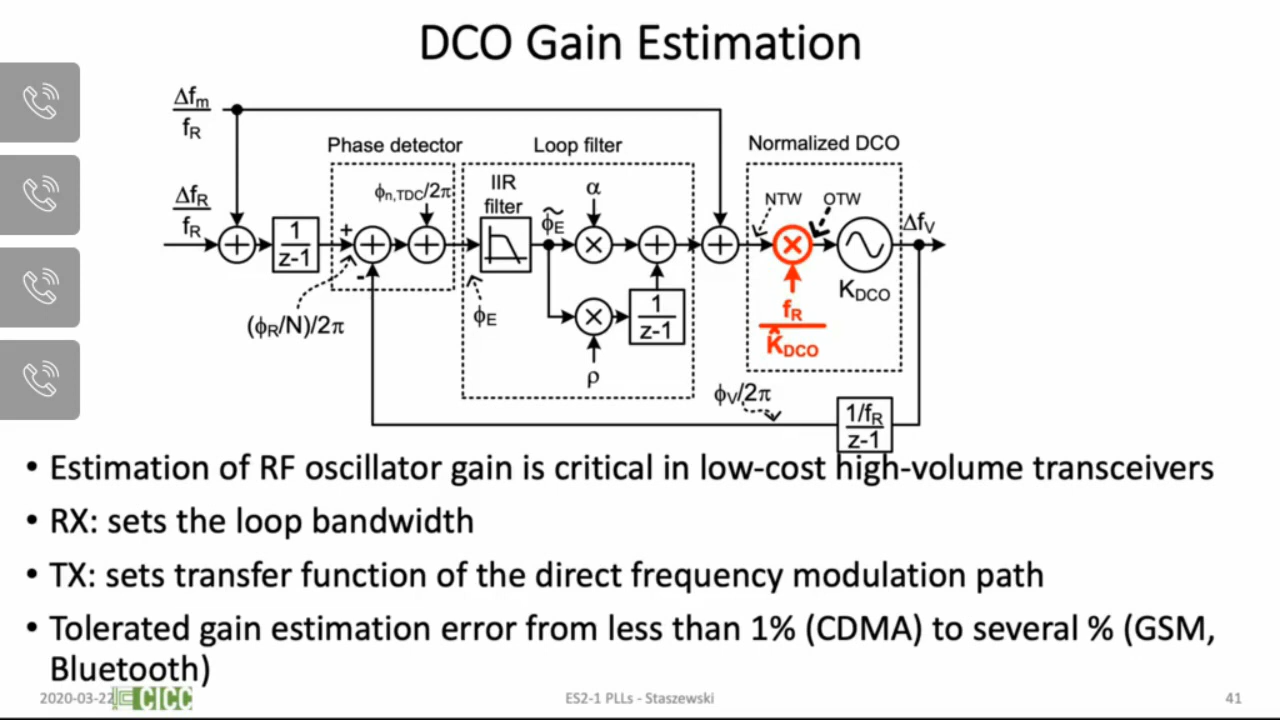 DCO Gain Estimation
Δfm
fR
Phase detector
Loop filter
Normalized DCO
ΔfR
fR
1
z-1
+
-
ϕn,TDC/2π
IIR
filter
ϕ̃E
α
NTW
OTW
ΔfV
KDCO
(ϕR/N)/2π
ϕE
1
z-1
ρ
fR
K̂DCO
ϕV/2π
1/fR
z-1
• Estimation of RF oscillator gain is critical in low-cost high-volume transceivers
• RX: sets the loop bandwidth
• TX: sets transfer function of the direct frequency modulation path
• Tolerated gain estimation error from less than 1% (CDMA) to several % (GSM,
Bluetooth)
2020-03-22
CICC
ES2-1 PLLs - Staszewski
41